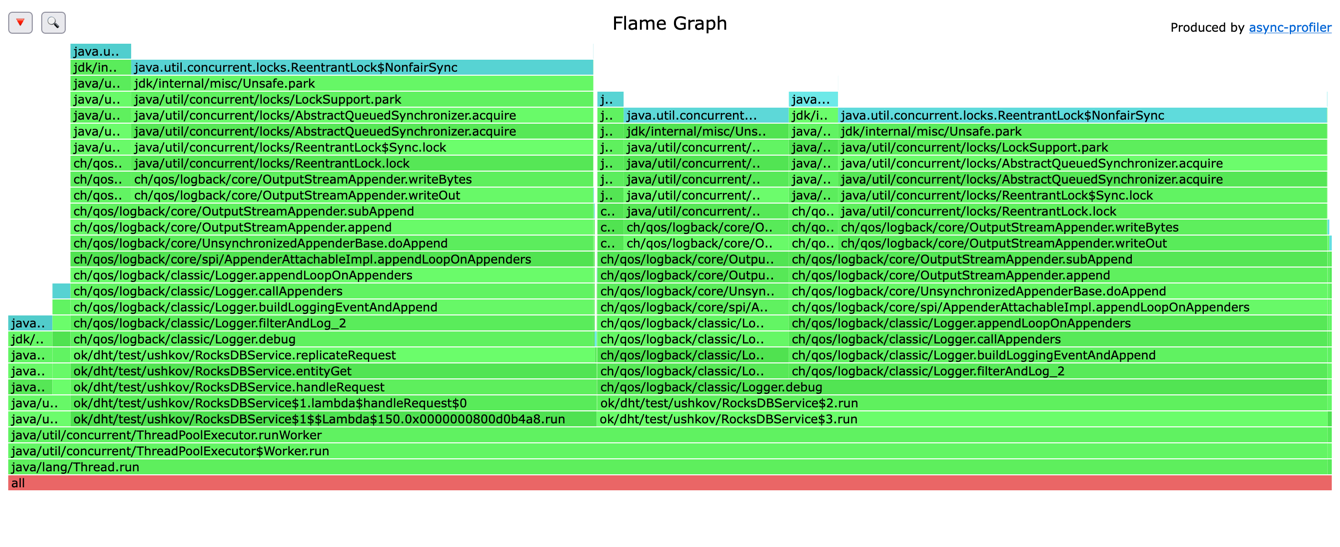 Flame Graph
Produced by async-profiler
java.u..
jdk/in.. java.util.concurrent.locks.ReentrantLock$NonfairSync
java/u.. jdk/internal/misc/Unsafe.park
java/u.. java/util/concurrent/locks/LockSupport.park j.. java...
java/u.. java/util/concurrent/locks/AbstractQueuedSynchronizer.acquire j.. java.util.concurrent... jdk/i.. java.util.concurrent.locks.ReentrantLock$NonfairSync
java/u.. java/util/concurrent/locks/AbstractQueuedSynchronizer.acquire j.. jdk/internal/misc/Uns.. java/.. jdk/internal/misc/Unsafe.park
java/u.. java/util/concurrent/locks/ReentrantLock$Sync.lock j.. java/util/concurrent/.. java/.. java/util/concurrent/locks/LockSupport.park
ch/qos.. java/util/concurrent/locks/ReentrantLock.lock j.. java/util/concurrent/.. java/.. java/util/concurrent/locks/AbstractQueuedSynchronizer.acquire
ch/qos.. ch/qos/logback/core/OutputStreamAppender.writeBytes j.. java/util/concurrent/.. java/.. java/util/concurrent/locks/AbstractQueuedSynchronizer.acquire
ch/qos.. ch/qos/logback/core/OutputStreamAppender.writeOut j.. java/util/concurrent/.. java/.. java/util/concurrent/locks/ReentrantLock$Sync.lock
ch/qos/logback/core/OutputStreamAppender.subAppend c.. java/util/concurrent/.. ch/qo.. java/util/concurrent/locks/ReentrantLock.lock
ch/qos/logback/core/OutputStreamAppender.append c.. ch/qos/logback/core/O.. ch/qo.. ch/qos/logback/core/OutputStreamAppender.writeBytes
ch/qos/logback/core/UnsynchronizedAppenderBase.doAppend c.. ch/qos/logback/core/O.. ch/qo.. ch/qos/logback/core/OutputStreamAppender.writeOut
ch/qos/logback/core/spi/AppenderAttachableImpl.appendLoopOnAppenders ch/qos/logback/core/Outpu.. ch/qos/logback/core/OutputStreamAppender.subAppend
ch/qos/logback/classic/Logger.appendLoopOnAppenders ch/qos/logback/core/Outpu.. ch/qos/logback/core/OutputStreamAppender.append
ch/qos/logback/classic/Logger.callAppenders ch/qos/logback/core/Unsyn.. ch/qos/logback/core/UnsynchronizedAppenderBase.doAppend
ch/qos/logback/classic/Logger.buildLoggingEventAndAppend ch/qos/logback/core/spi/A.. ch/qos/logback/core/spi/AppenderAttachableImpl.appendLoopOnAppenders
java.. ch/qos/logback/classic/Logger.filterAndLog_2 ch/qos/logback/classic/Lo.. ch/qos/logback/classic/Logger.appendLoopOnAppenders
jdk/.. ch/qos/logback/classic/Logger.debug ch/qos/logback/classic/Lo.. ch/qos/logback/classic/Logger.callAppenders
java.. ok/dht/test/ushkov/RocksDBService.replicateRequest ch/qos/logback/classic/Lo.. ch/qos/logback/classic/Logger.buildLoggingEventAndAppend
java.. ok/dht/test/ushkov/RocksDBService.entityGet ch/qos/logback/classic/Lo.. ch/qos/logback/classic/Logger.filterAndLog_2
java.. ok/dht/test/ushkov/RocksDBService.handleRequest ch/qos/logback/classic/Logger.debug
java/u.. ok/dht/test/ushkov/RocksDBService$1.lambda$handleRequest$0 ok/dht/test/ushkov/RocksDBService$2.run
java/u.. ok/dht/test/ushkov/RocksDBService$1$$Lambda$150.0x0000000800d0b4a8.run ok/dht/test/ushkov/RocksDBService$3.run
java/util/concurrent/ThreadPoolExecutor.runWorker
java/util/concurrent/ThreadPoolExecutor$Worker.run
java/lang/Thread.run
all